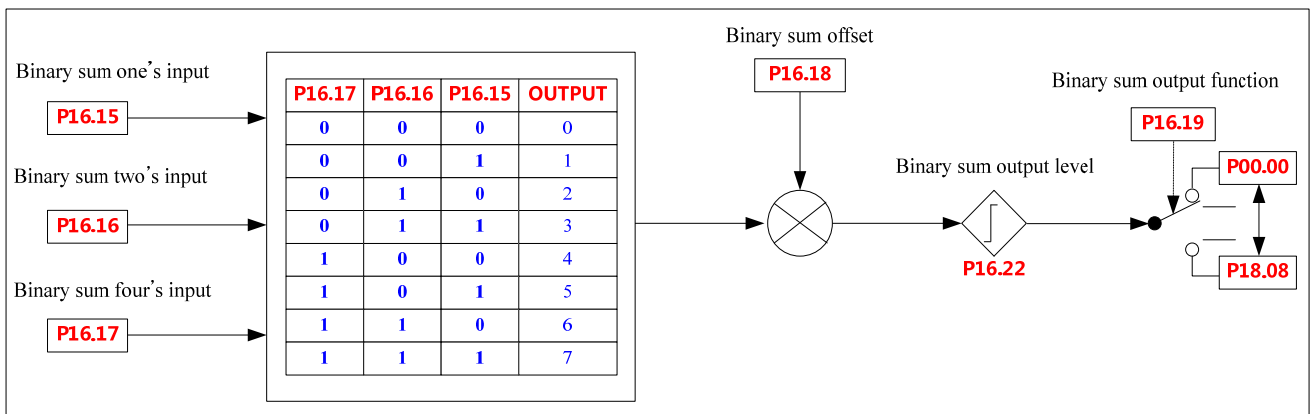 Binary sum one's input
P16.15
Binary sum two's input
P16.16
Binary sum four's input
P16.17
P16.17 P16.16 P16.15 OUTPUT
0 0 0 0
0 0 1 1
0 1 0 2
0 1 1 3
1 0 0 4
1 0 1 5
1 1 0 6
1 1 1 7
Binary sum offset
P16.18
Binary sum output level
P16.22
Binary sum output function
P16.19
P00.00
P18.08